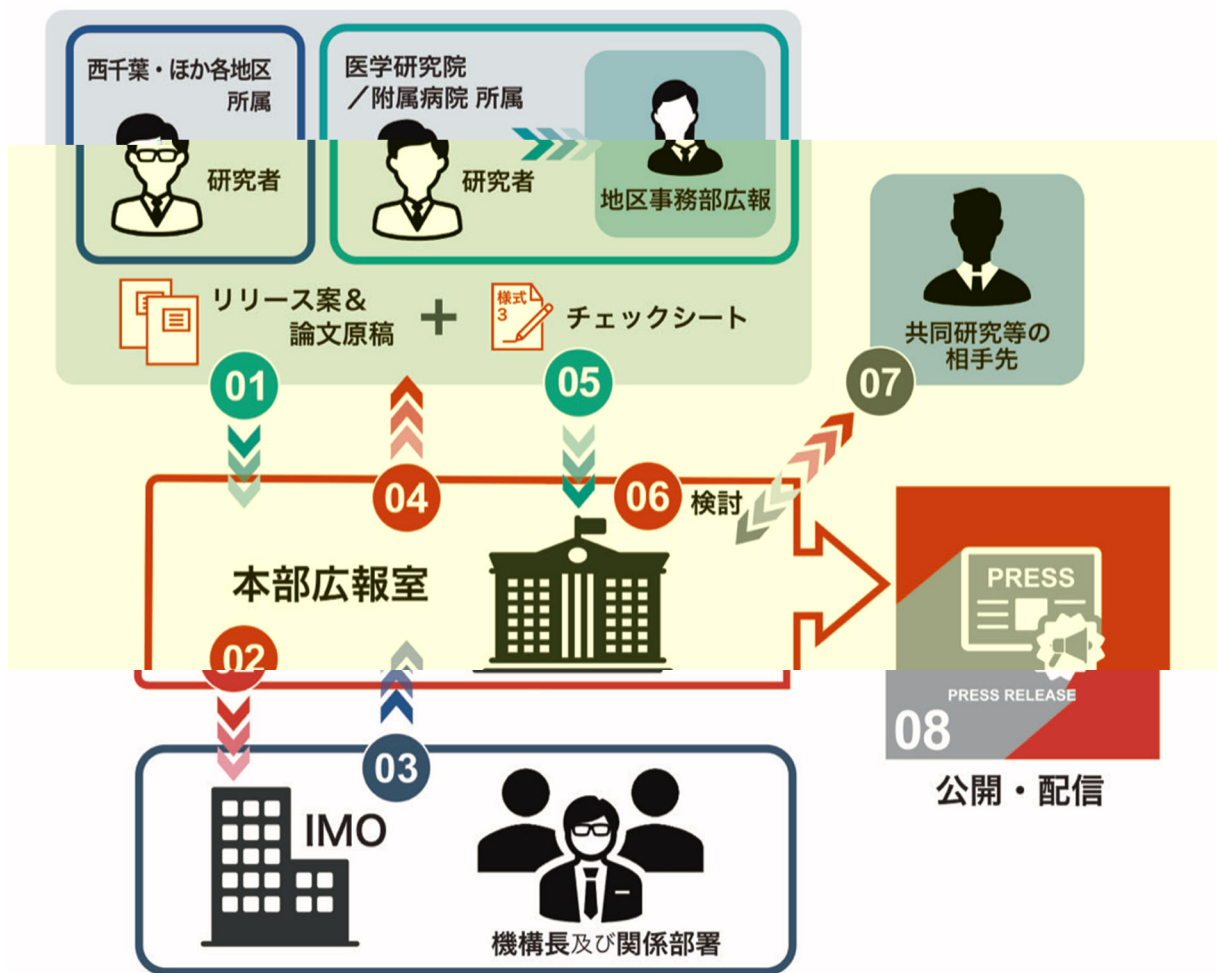 西千葉・ほか各地区
所属
研究者
医学研究院
／附属病院 所属
研究者
地区事務部広報
リリース案＆
論文原稿
+
様式
3
チェックシート
共同研究等の
相手先
01
04
05
06
検討
07
本部広報室
02
03
IMO
機構長及び関係部署
PRESS
PRESS RELEASE
08
公開・配信